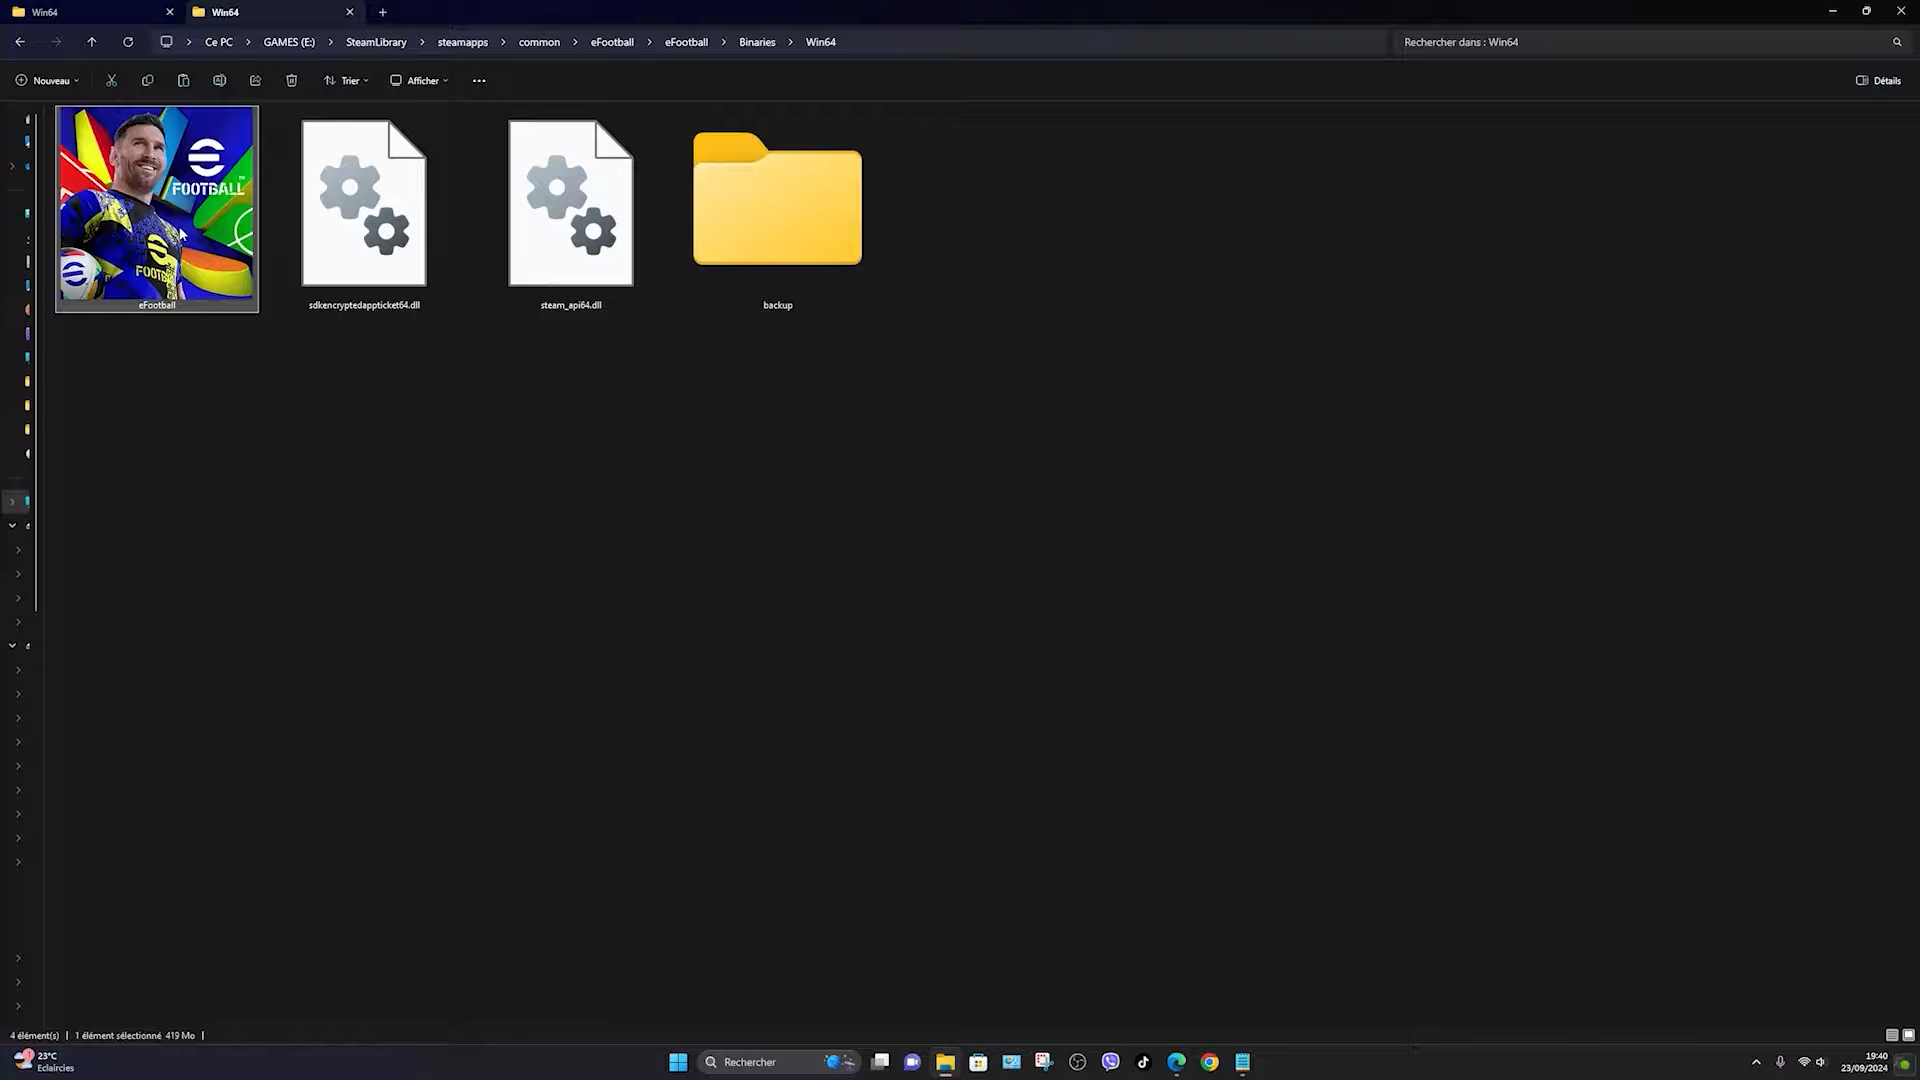 Win64
Win64
Ce PC > GAMES (E:) > SteamLibrary > steamapps > common > eFootball > eFootball > Binaries > Win64
Rechercher dans : Win64
Nouveau
Trier
Afficher
Détails
FOOTBALL™
eFootball
sdkencryptedappticket64.dll
steam_api64.dll
backup
4 élément(s) | 1 élément sélectionné 419 Mo |
23°C
Eclaircies
Rechercher
19:40
23/09/2024